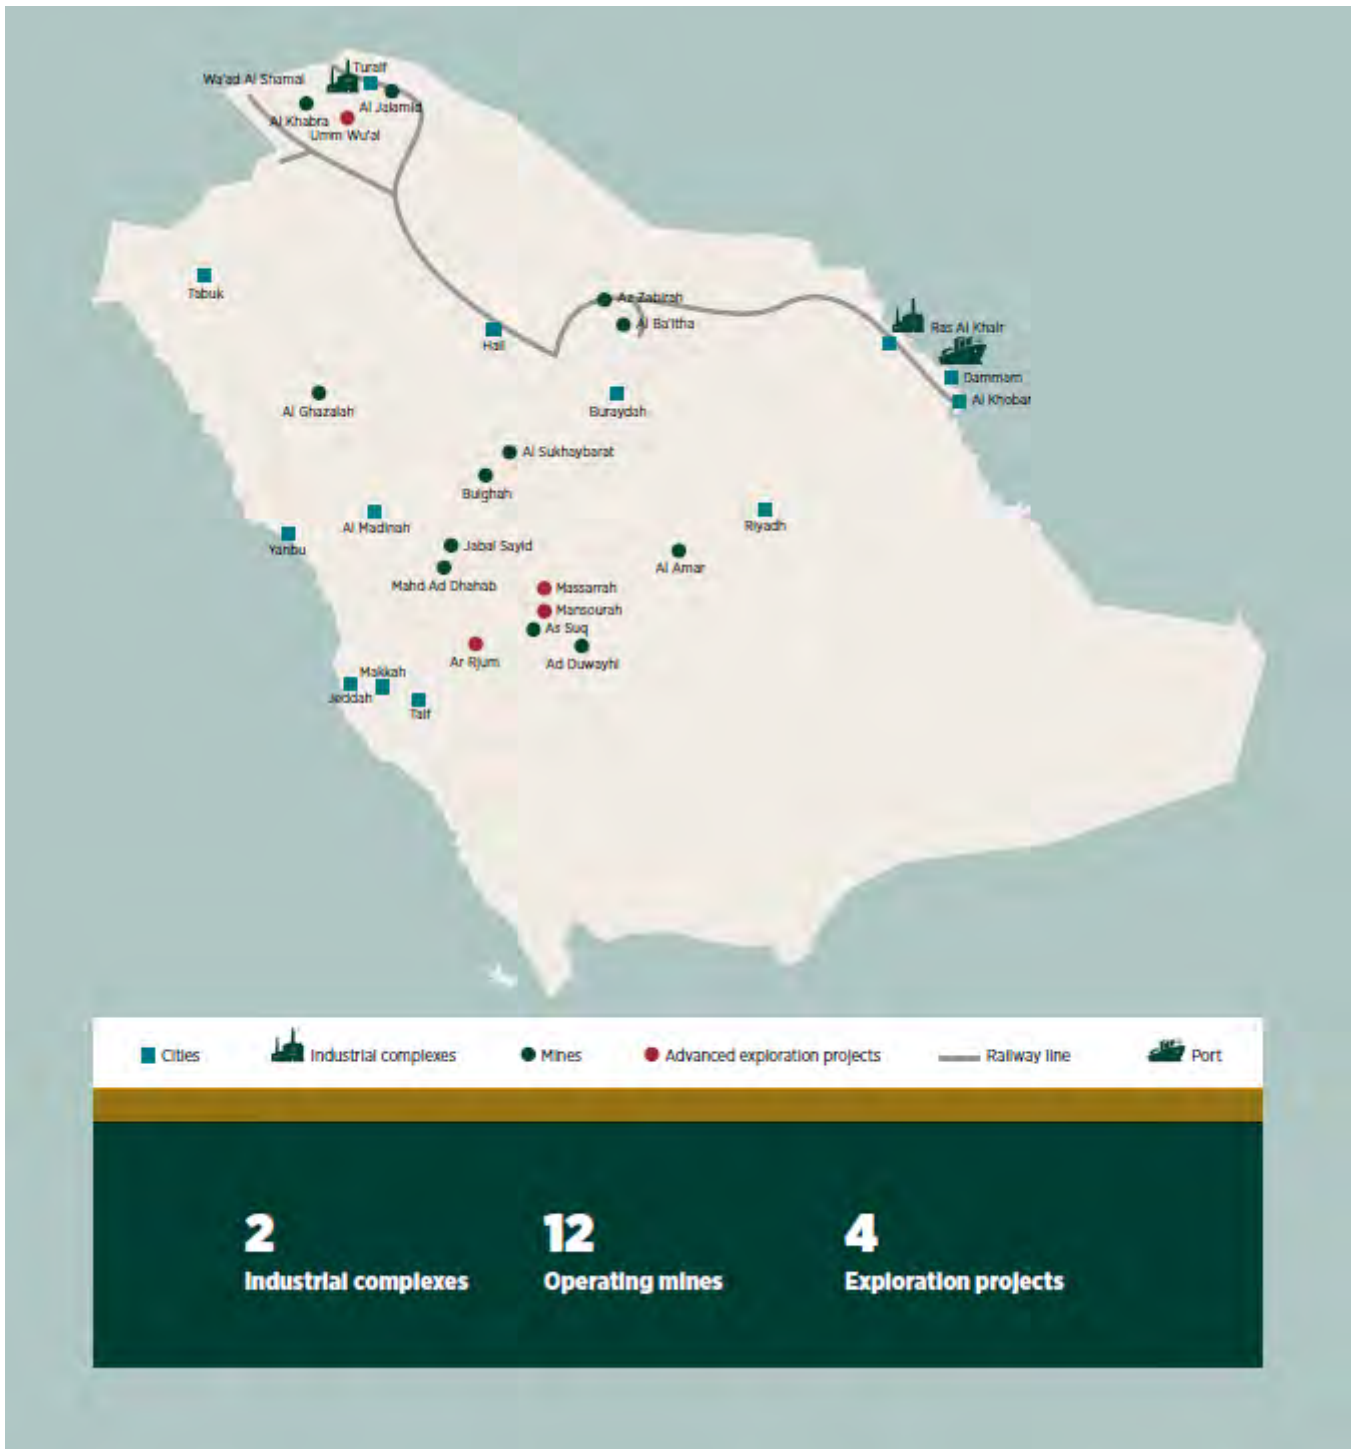 Turaif
Wa'ad Al Shamal
Al Jalamid
Al Khabra
Umm Wu'al
Tabuk
Az Zabirah
Al Ba'itha
Ras Al Khair
Hail
Dammam
Al Khobar
Al Ghazalah
Buraydah
Al Sukhaybarat
Bulghah
Al Madinah
Riyadh
Yanbu
Jabal Sayid
Al Amar
Mahd Ad Dhahab
Massarrah
Mansourah
As Suq
Ar Rjum
Ad Duwayhi
Makkah
Jeddah
Taif
Cities
Industrial complexes
Mines
Advanced exploration projects
Railway line
Port
2
12
4
Industrial complexes
Operating mines
Exploration projects